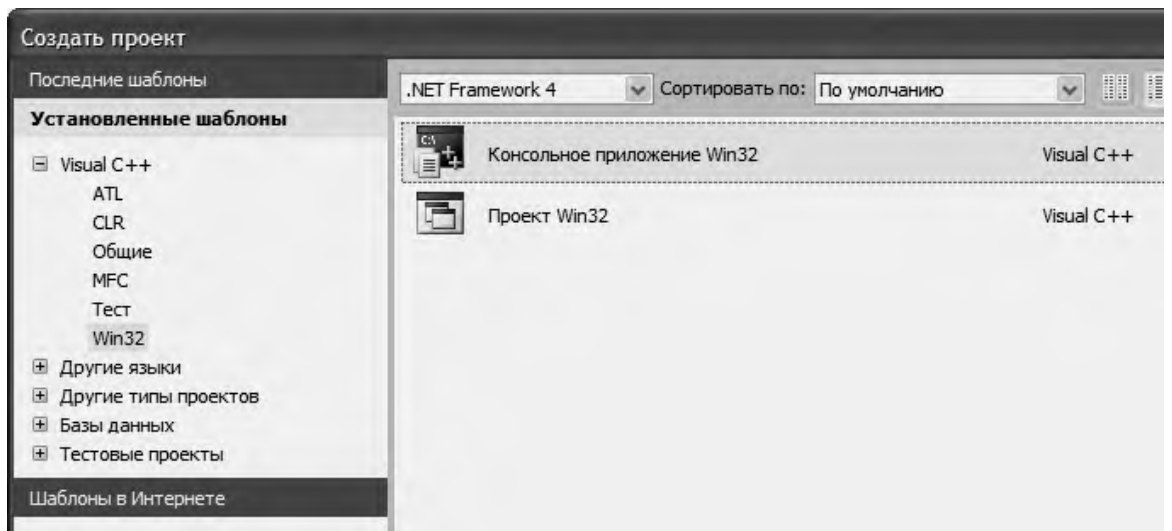 Создать проект
Последние шаблоны
Установленные шаблоны
Visual C++
ATL
CLR
Общие
MFC
Тест
Win32
Другие языки
Другие типы проектов
Базы данных
Тестовые проекты
Шаблоны в Интернете
.NET Framework 4 Сортировать по: По умолчанию
C:\
Консольное приложение Win32 Visual C++
Проект Win32 Visual C++